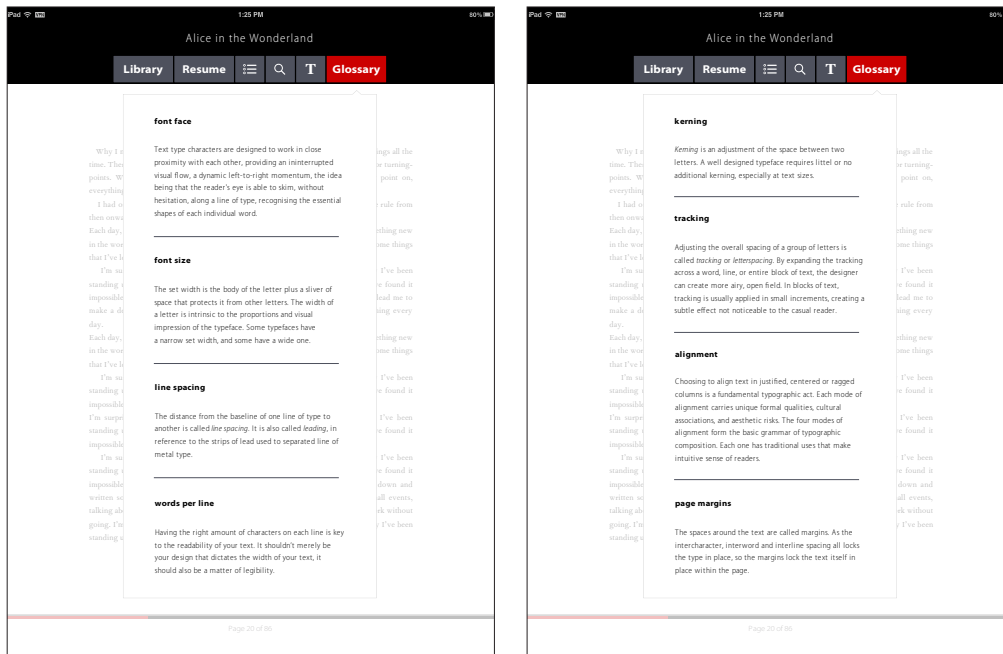 iPad
1:25 PM
80%
Alice in the Wonderland
Library Resume T Glossary
font face
Text type characters are designed to work in close
proximity with each other, providing an ininterrupted
visual flow, a dynamic left-to-right momentum, the idea
being that the reader's eye is able to skim, without
hesitation, along a line of type, recognising the essential
shapes of each individual word.
font size
The set width is the body of the letter plus a sliver of
space that protects it from other letters. The width of
a letter is intrinsic to the proportions and visual
impression of the typeface. Some typefaces have
a narrow set width, and some have a wide one.
line spacing
The distance from the baseline of one line of type to
another is called line spacing. It is also called leading, in
reference to the strips of lead used to separated line of
metal type.
words per line
Having the right amount of characters on each line is key
to the readability of your text. It shouldn't merely be
your design that dictates the width of your text, it
should also be a matter of legibility.
Page 20 of 86
iPad
1:25 PM
80%
Alice in the Wonderland
Library Resume T Glossary
kerning
Kerning is an adjustment of the space between two
letters. A well designed typeface requires littel or no
additional kerning, especially at text sizes.
tracking
Adjusting the overall spacing of a group of letters is
called tracking or letterspacing. By expanding the tracking
across a word, line, or entire block of text, the designer
can create more airy, open field. In blocks of text,
tracking is usually applied in small increments, creating a
subtle effect not noticeable to the casual reader.
alignment
Choosing to align text in justified, centered or ragged
columns is a fundamental typographic act. Each mode of
alignment carries unique formal qualities, cultural
associations, and aesthetic risks. The four modes of
alignment form the basic grammar of typographic
composition. Each one has traditional uses that make
intuitive sense of readers.
page margins
The spaces around the text are called margins. As the
intercharacter, interword and interline spacing all locks
the type in place, so the margins lock the text itself in
place within the page.
Page 20 of 86